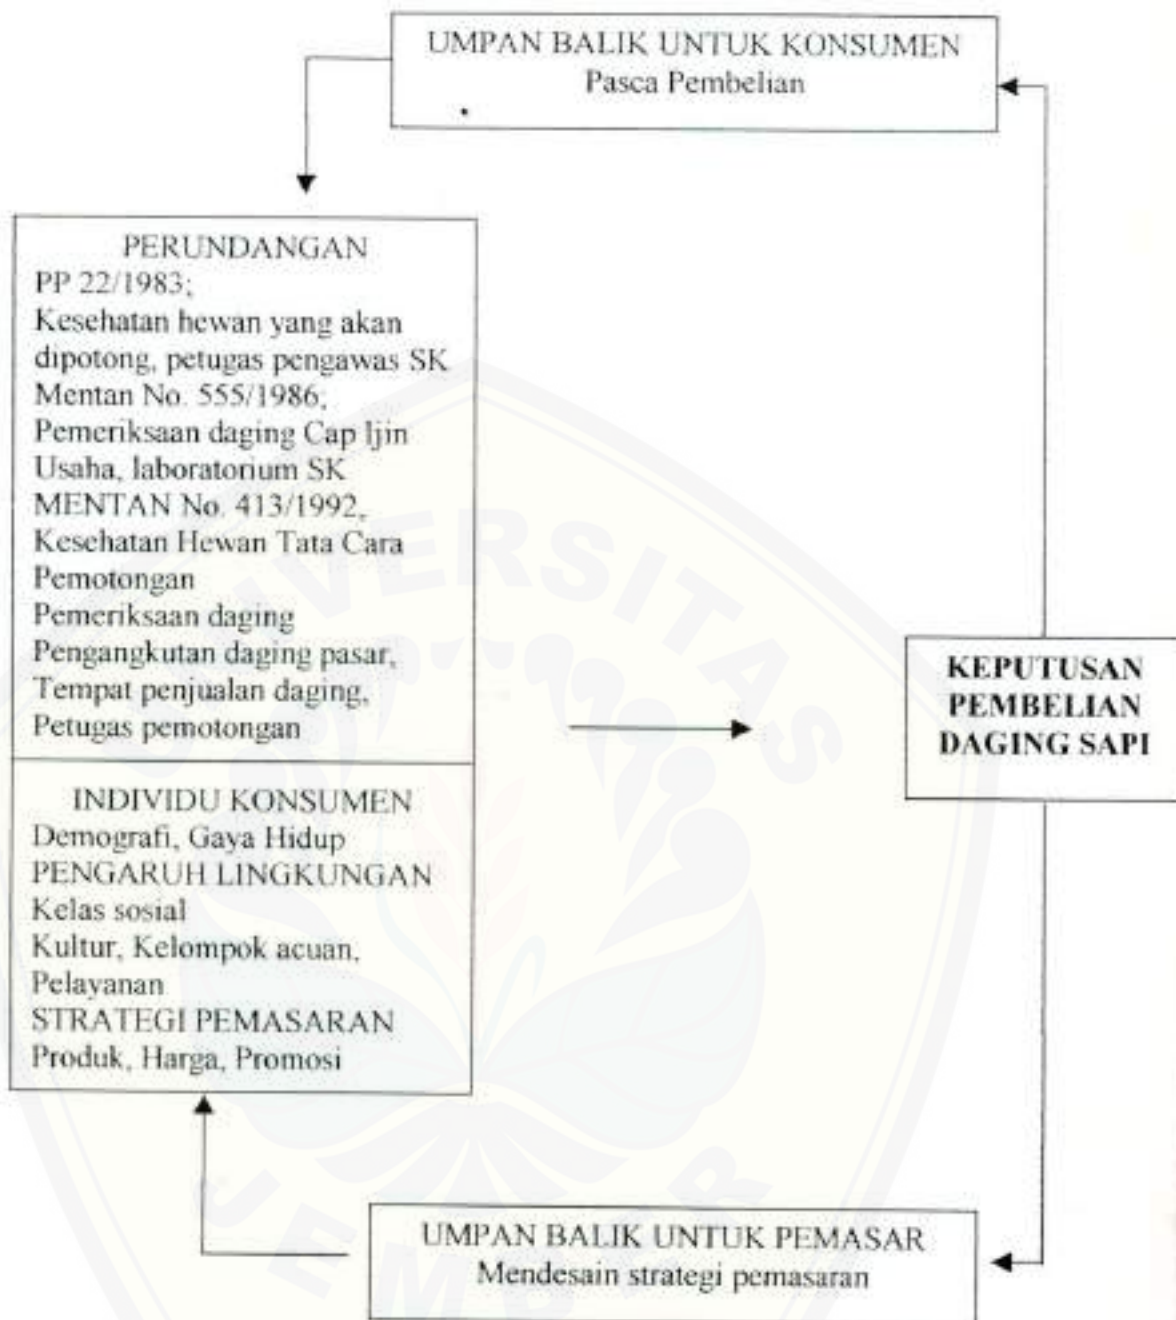 UMPAN BALIK UNTUK KONSUMEN
Pasca Pembelian
PERUNDANGAN
PP 22/1983;
Kesehatan hewan yang akan
dipotong, petugas pengawas SK
Mentan No. 555/1986;
Pemeriksaan daging Cap Ijin
Usaha, laboratorium SK
MENTAN No. 413/1992,
Kesehatan Hewan Tata Cara
Pemotongan
Pemeriksaan daging
Pengangkutan daging pasar,
Tempat penjualan daging,
Petugas pemotongan
INDIVIDU KONSUMEN
Demografi, Gaya Hidup
PENGARUH LINGKUNGAN
Kelas sosial
Kultur, Kelompok acuan,
Pelayanan
STRATEGI PEMASARAN
Produk, Harga, Promosi
KEPUTUSAN
PEMBELIAN
DAGING SAPI
UMPAN BALIK UNTUK PEMASAR
Mendesain strategi pemasaran
UNIVERSITAS
JEMBER